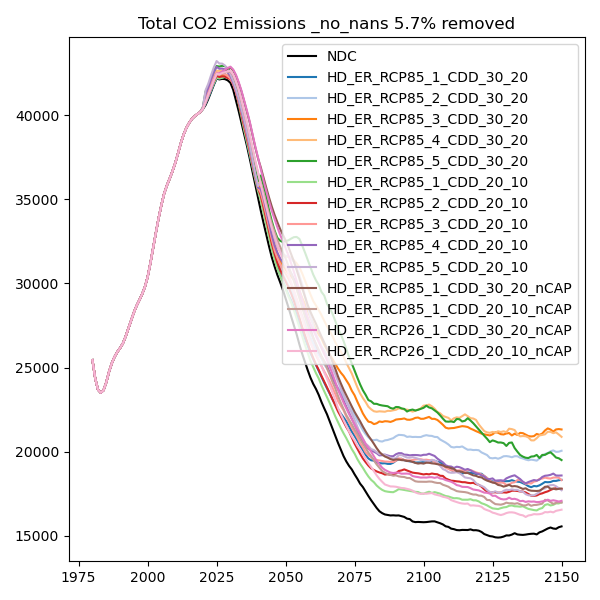 Total CO2 Emissions _no_nans 5.7% removed
NDC
HD_ER_RCP85_1_CDD_30_20
HD_ER_RCP85_2_CDD_30_20
HD_ER_RCP85_3_CDD_30_20
HD_ER_RCP85_4_CDD_30_20
HD_ER_RCP85_5_CDD_30_20
HD_ER_RCP85_1_CDD_20_10
HD_ER_RCP85_2_CDD_20_10
HD_ER_RCP85_3_CDD_20_10
HD_ER_RCP85_4_CDD_20_10
HD_ER_RCP85_5_CDD_20_10
HD_ER_RCP85_1_CDD_30_20_nCAP
HD_ER_RCP85_1_CDD_20_10_nCAP
HD_ER_RCP26_1_CDD_30_20_nCAP
HD_ER_RCP26_1_CDD_20_10_nCAP
40000
35000
30000
25000
20000
15000
1975 2000 2025 2050 2075 2100 2125 2150